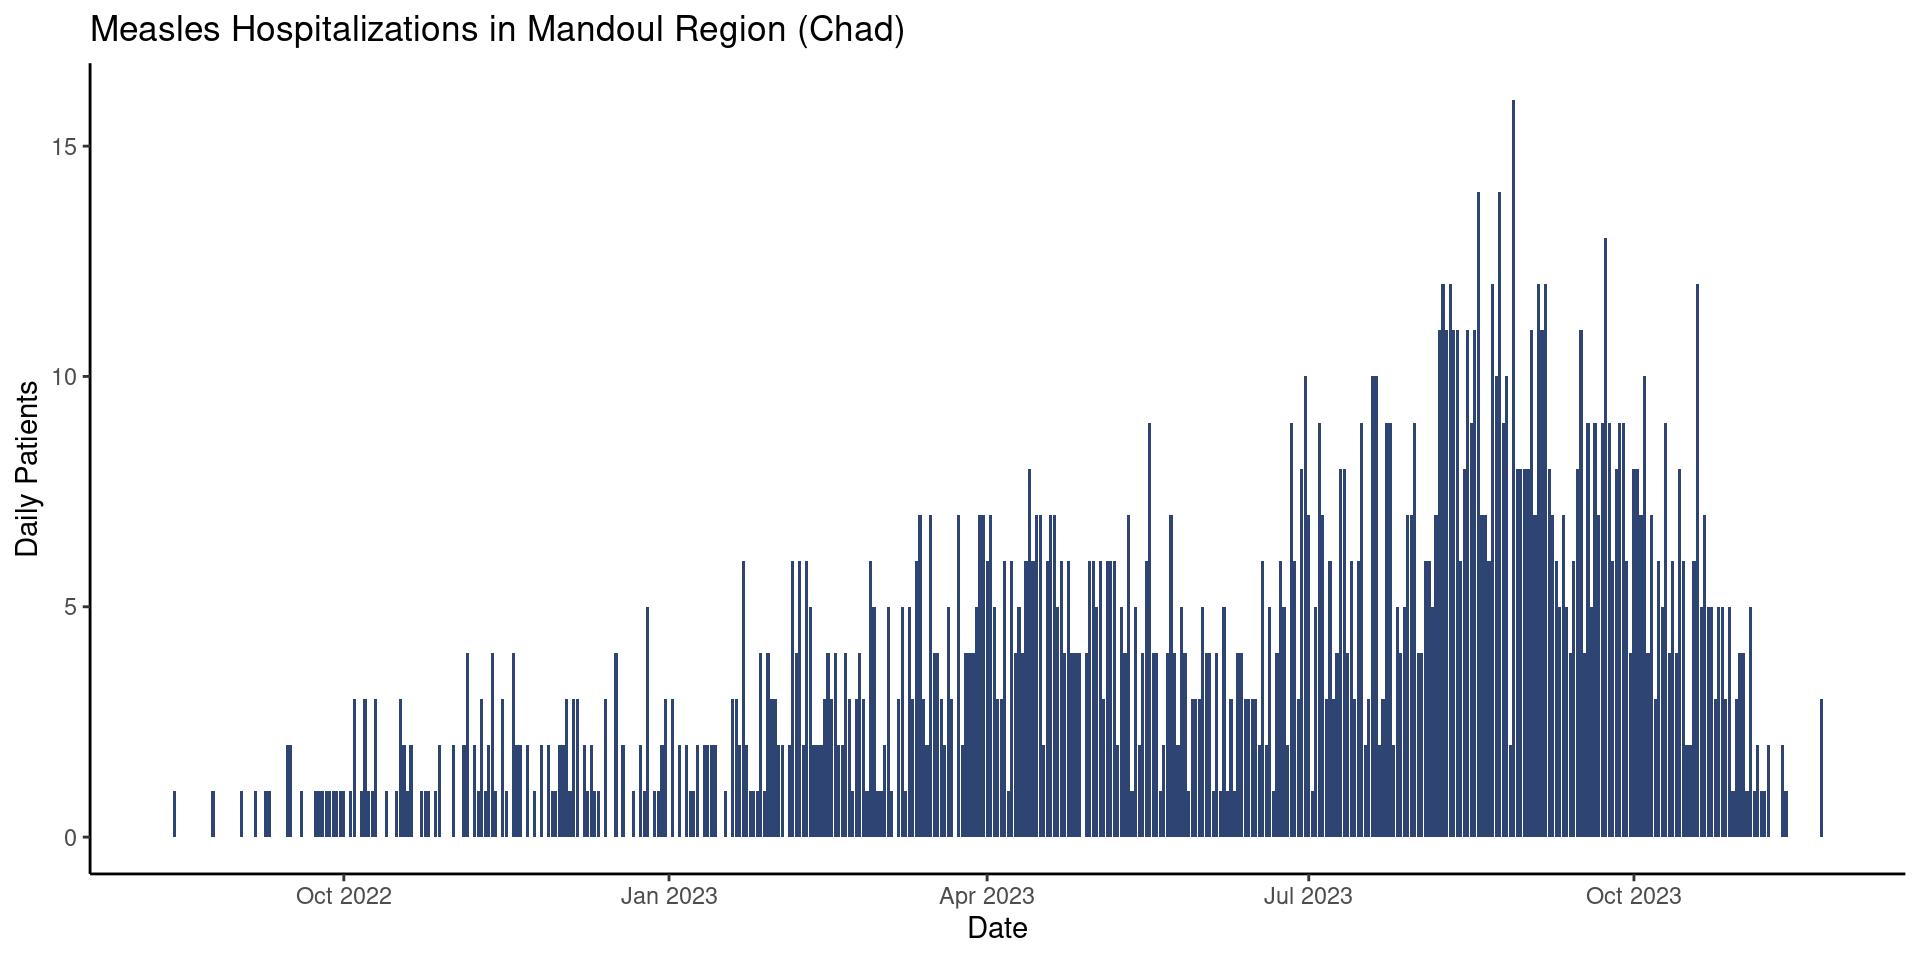 Measles Hospitalizations in Mandoul Region (Chad)
Daily Patients
15
10
5
0
Oct 2022
Jan 2023
Apr 2023
Jul 2023
Oct 2023
Date